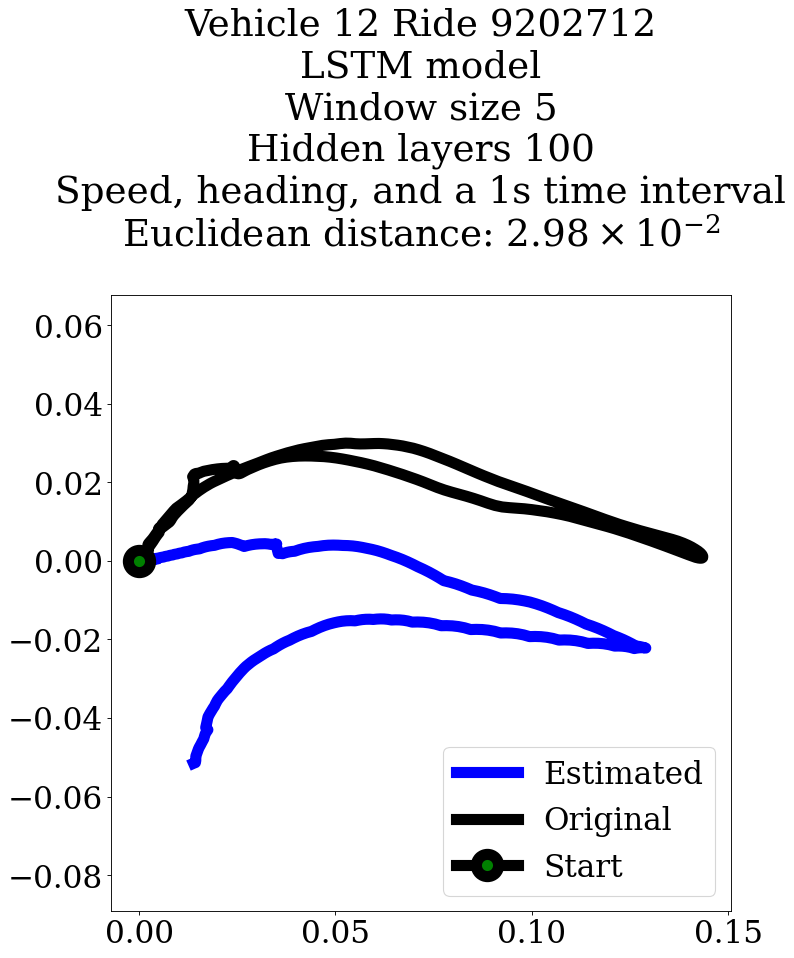 Vehicle 12 Ride 9202712
LSTM model
Window size 5
Hidden layers 100
Speed, heading, and a 1s time interval
Euclidean distance: 2.98 × 10⁻²
0.06
0.04
0.02
0.00
−0.02
−0.04
−0.06
−0.08
Estimated
Original
Start
0.00 0.05 0.10 0.15